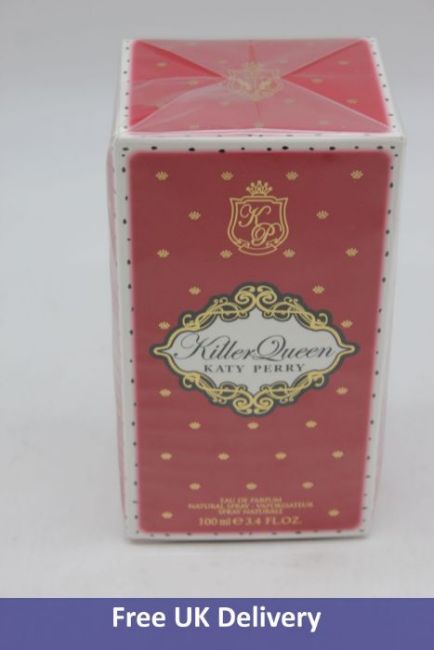 KP
Killer Queen
KATY PERRY
EAU DE PARFUM
NATURAL SPRAY - VAPORISATEUR
SPRAY NATURALE
100 ml e 3.4 FL.OZ.
Free UK Delivery